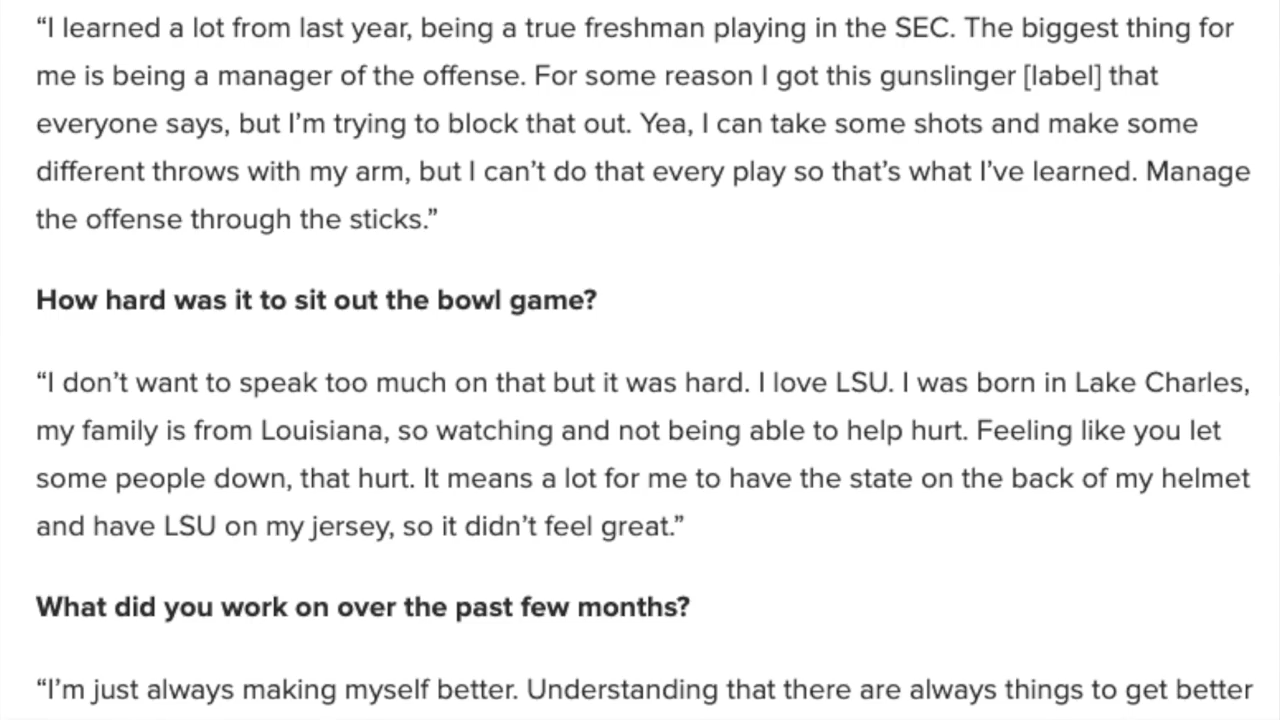 “I learned a lot from last year, being a true freshman playing in the SEC. The biggest thing for
me is being a manager of the offense. For some reason I got this gunslinger [label] that
everyone says, but I’m trying to block that out. Yea, I can take some shots and make some
different throws with my arm, but I can’t do that every play so that’s what I’ve learned. Manage
the offense through the sticks.”
How hard was it to sit out the bowl game?
“I don’t want to speak too much on that but it was hard. I love LSU. I was born in Lake Charles,
my family is from Louisiana, so watching and not being able to help hurt. Feeling like you let
some people down, that hurt. It means a lot for me to have the state on the back of my helmet
and have LSU on my jersey, so it didn’t feel great.”
What did you work on over the past few months?
“I’m just always making myself better. Understanding that there are always things to get better